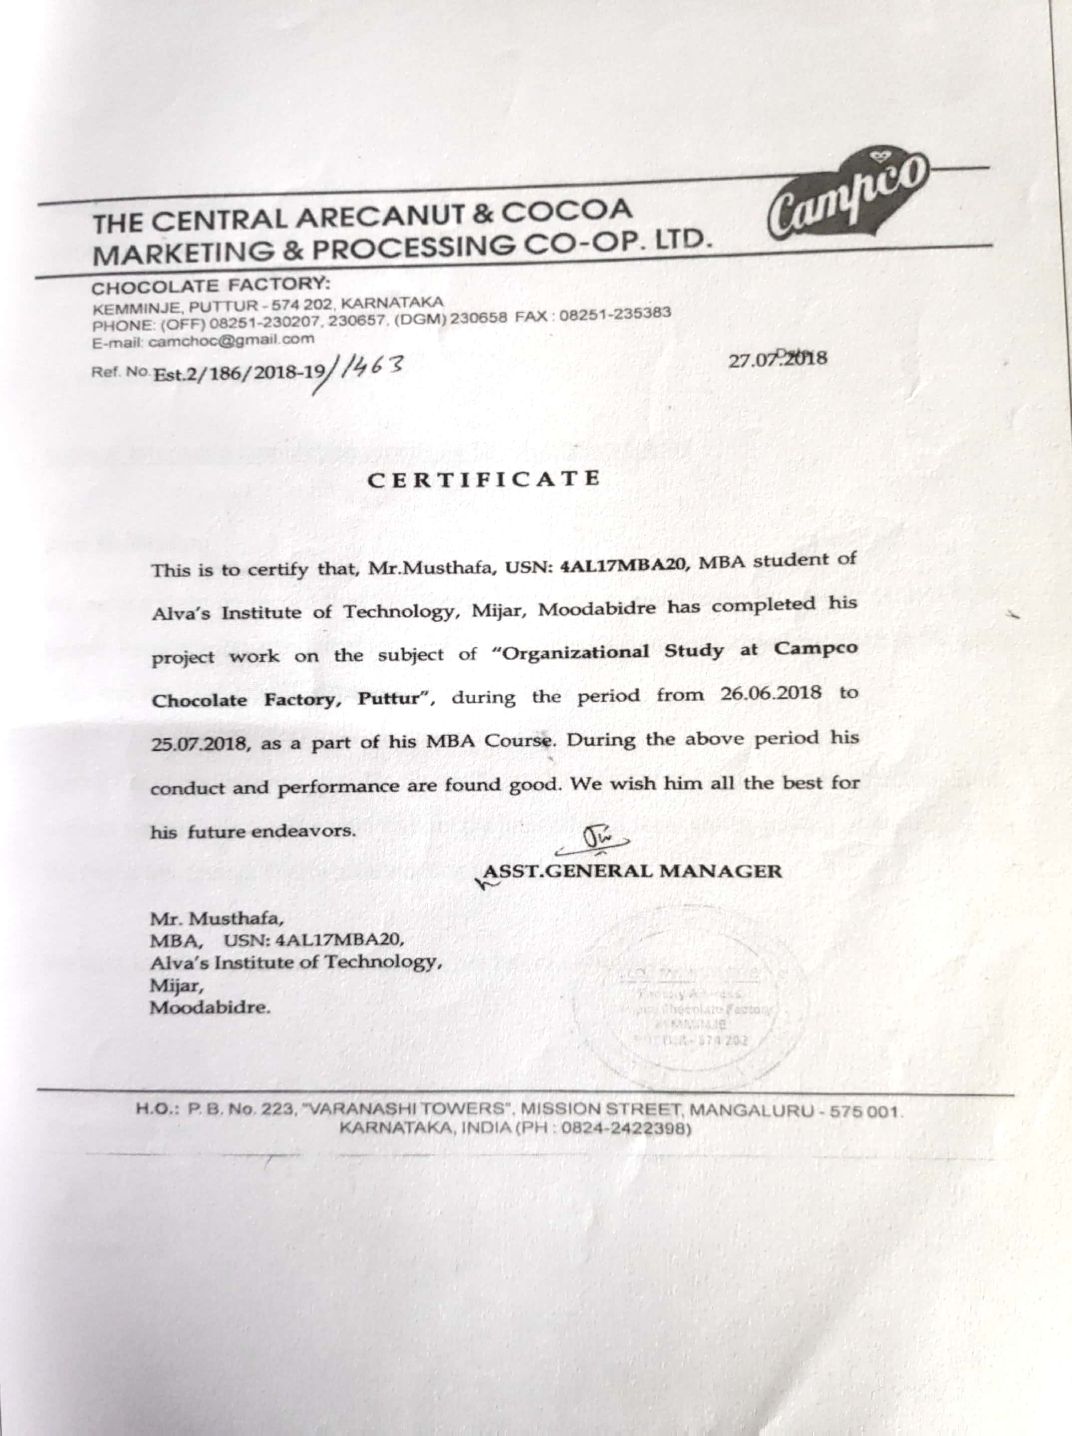 Campco
THE CENTRAL ARECANUT & COCOA
MARKETING & PROCESSING CO-OP. LTD.
CHOCOLATE FACTORY:
KEMMINJE, PUTTUR - 574 202, KARNATAKA
PHONE: (OFF) 08251-230207, 230657, (DGM) 230658 FAX : 08251-235383
E-mail: camchoc@gmail.com
Ref. No. Est.2/186/2018-19/1463 27.07.2018
CERTIFICATE
This is to certify that, Mr.Musthafa, USN: 4AL17MBA20, MBA student of
Alva's Institute of Technology, Mijar, Moodabidre has completed his
project work on the subject of "Organizational Study at Campco
Chocolate Factory, Puttur", during the period from 26.06.2018 to
25.07.2018, as a part of his MBA Course. During the above period his
conduct and performance are found good. We wish him all the best for
his future endeavors.
ASST.GENERAL MANAGER
Mr. Musthafa,
MBA, USN: 4AL17MBA20,
Alva's Institute of Technology,
Mijar,
Moodabidre.
Chocolate Factory
574 202
H.O.: P. B. No. 223, "VARANASHI TOWERS", MISSION STREET, MANGALURU - 575 001.
KARNATAKA, INDIA (PH : 0824-2422398)